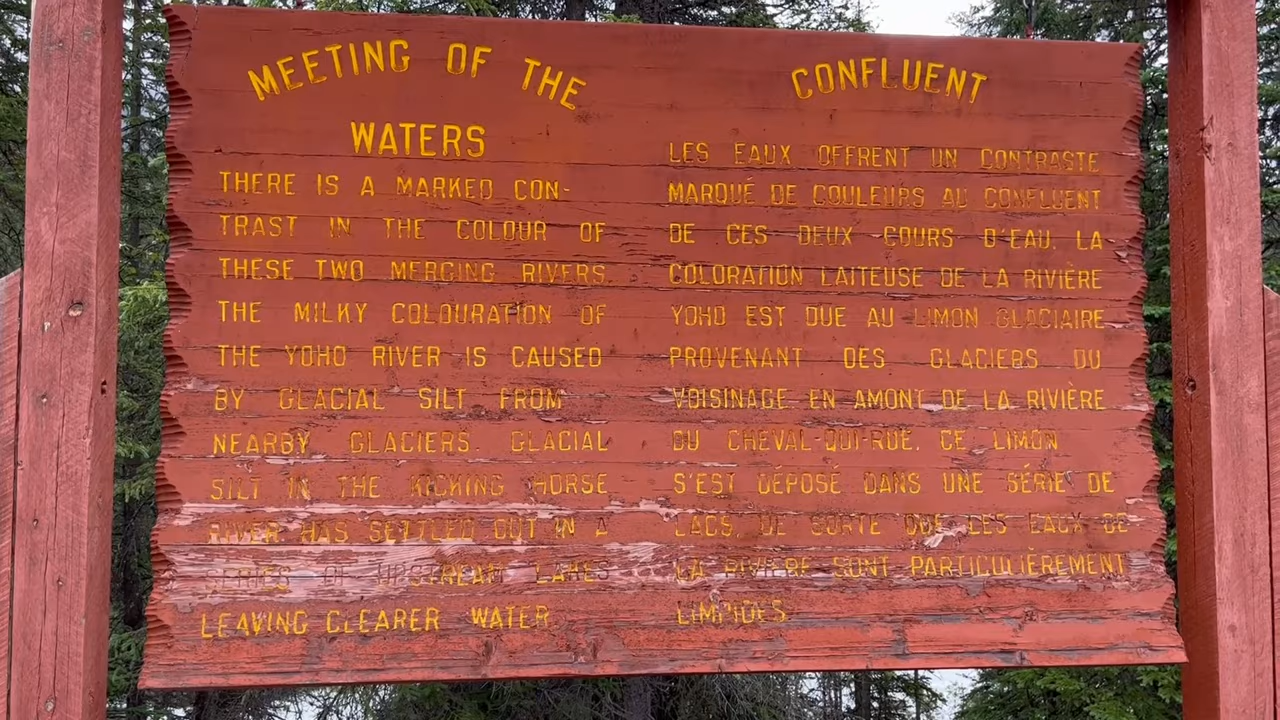 MEETING OF THE
WATERS
THERE IS A MARKED CON-
TRAST IN THE COLOUR OF
THESE TWO MERGING RIVERS.
THE MILKY COLOURATION OF
THE YOHO RIVER IS CAUSED
BY GLACIAL SILT FROM
NEARBY GLACIERS. GLACIAL
SILT IN THE KICKING HORSE
RIVER HAS SETTLED OUT IN A
SERIES OF UPSTREAM LAKES
LEAVING CLEARER WATER
CONFLUENT
LES EAUX OFFRENT UN CONTRASTE
MARQUÉ DE COULEURS AU CONFLUENT
DE CES DEUX COURS D'EAU. LA
COLORATION LAITEUSE DE LA RIVIÈRE
YOHO EST DUE AU LIMON GLACIAIRE
PROVENANT DES GLACIERS DU
VOISINAGE EN AMONT DE LA RIVIÈRE
DU CHEVAL-QUI-RUE. CE LIMON
S'EST DÉPOSÉ DANS UNE SÉRIE DE
LACS, DE SORTE QUE LES EAUX DE
LA RIVIÈRE SONT PARTICULIÈREMENT
LIMPIDES